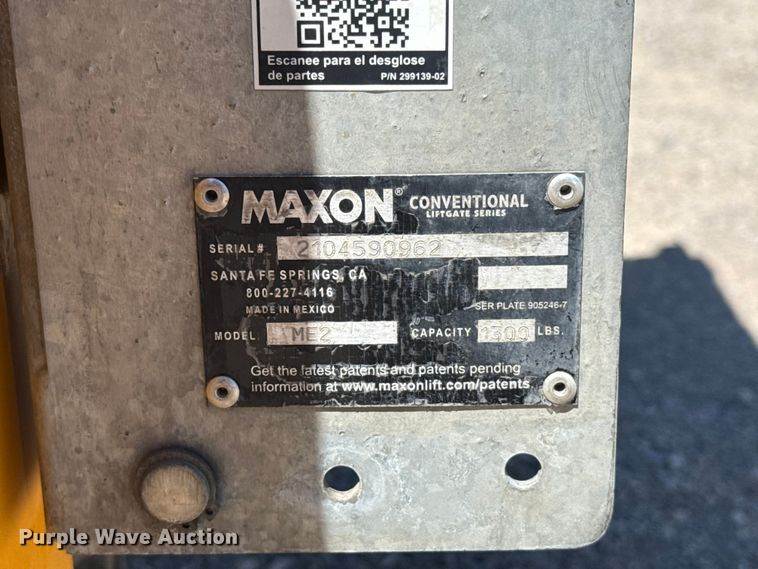 Escanee para el desglose
de partes P/N 299139-02
MAXON® CONVENTIONAL
LIFTGATE SERIES
SERIAL# 2104590962
SANTA FE SPRINGS, CA
800-227-4116
MADE IN MEXICO
SER PLATE 905246-7
MODEL ME2 CAPACITY 1300 LBS.
Get the latest patents and patents pending
information at www.maxonlift.com/patents
Purple Wave Auction